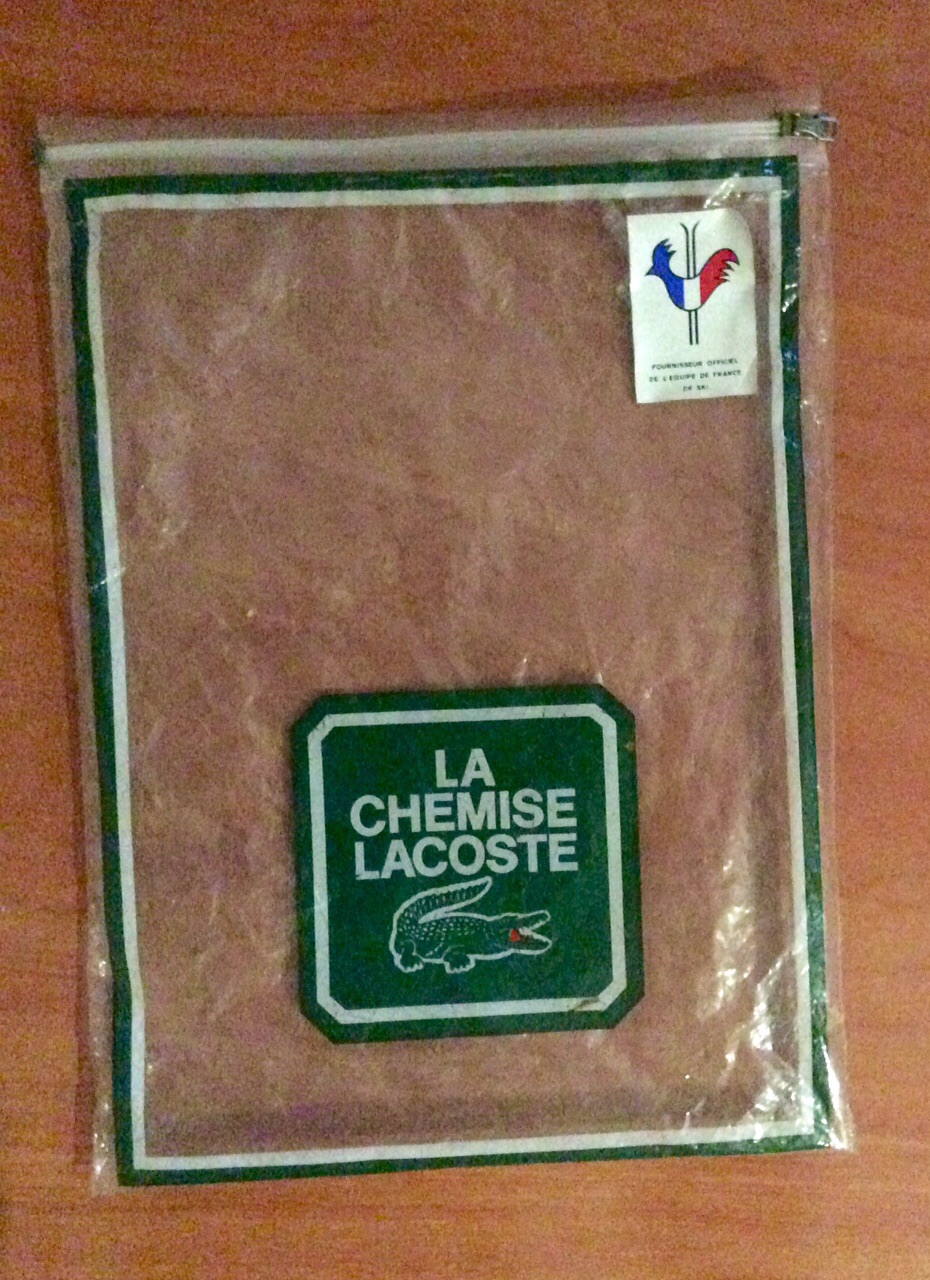 FOURNISSEUR OFFICIEL
DE L'EQUIPE DE FRANCE
DE SKI
LA
CHEMISE
LACOSTE